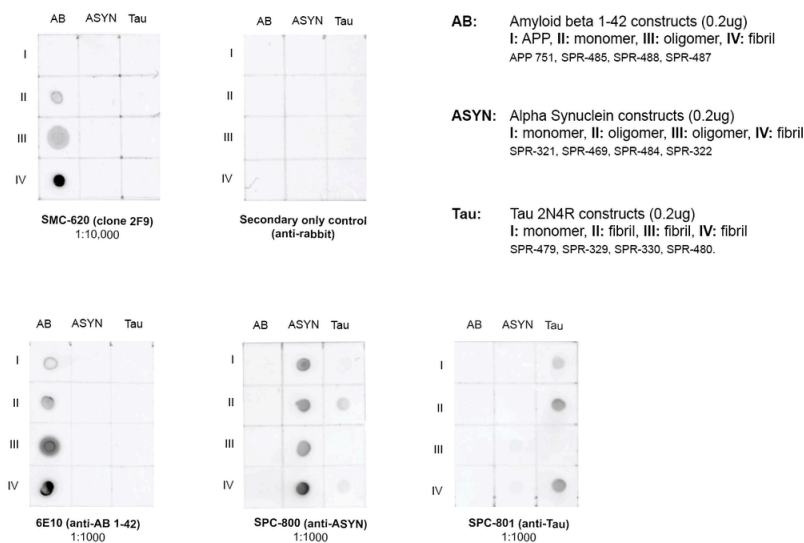 AB ASYN Tau
I
II
III
IV
SMC-620 (clone 2F9)
1:10,000
AB ASYN Tau
I
II
III
IV
Secondary only control
(anti-rabbit)
AB: Amyloid beta 1-42 constructs (0.2ug)
I: APP, II: monomer, III: oligomer, IV: fibril
APP 751, SPR-485, SPR-488, SPR-487
ASYN: Alpha Synuclein constructs (0.2ug)
I: monomer, II: oligomer, III: oligomer, IV: fibril
SPR-321, SPR-469, SPR-484, SPR-322
Tau: Tau 2N4R constructs (0.2ug)
I: monomer, II: fibril, III: fibril, IV: fibril
SPR-479, SPR-329, SPR-330, SPR-480.
AB ASYN Tau
I
II
III
IV
6E10 (anti-AB 1-42)
1:1000
AB ASYN Tau
I
II
III
IV
SPC-800 (anti-ASYN)
1:1000
AB ASYN Tau
I
II
III
IV
SPC-801 (anti-Tau)
1:1000